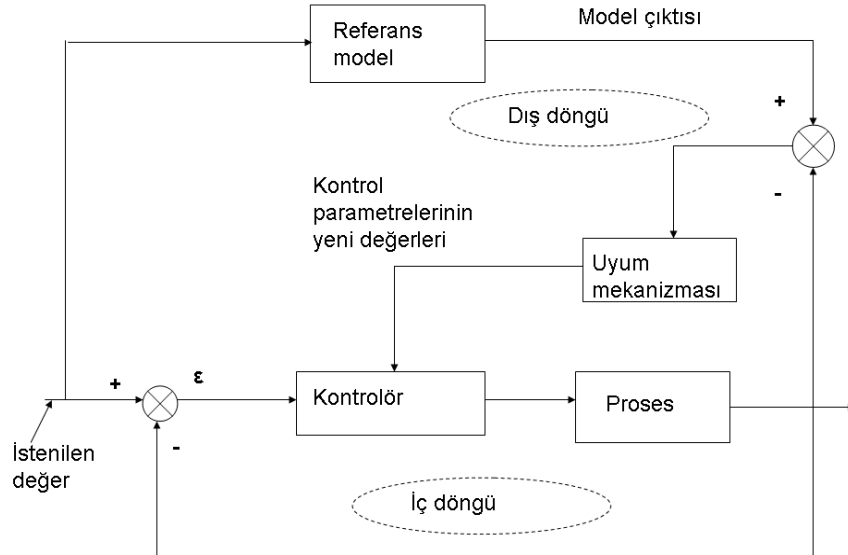 Model çıktısı
Referans
model
+
Dış döngü
-
Kontrol
parametrelerinin
yeni değerleri
Uyum
mekanizması
+
ε
Kontrolör
Proses
İstenilen
değer
-
İç döngü